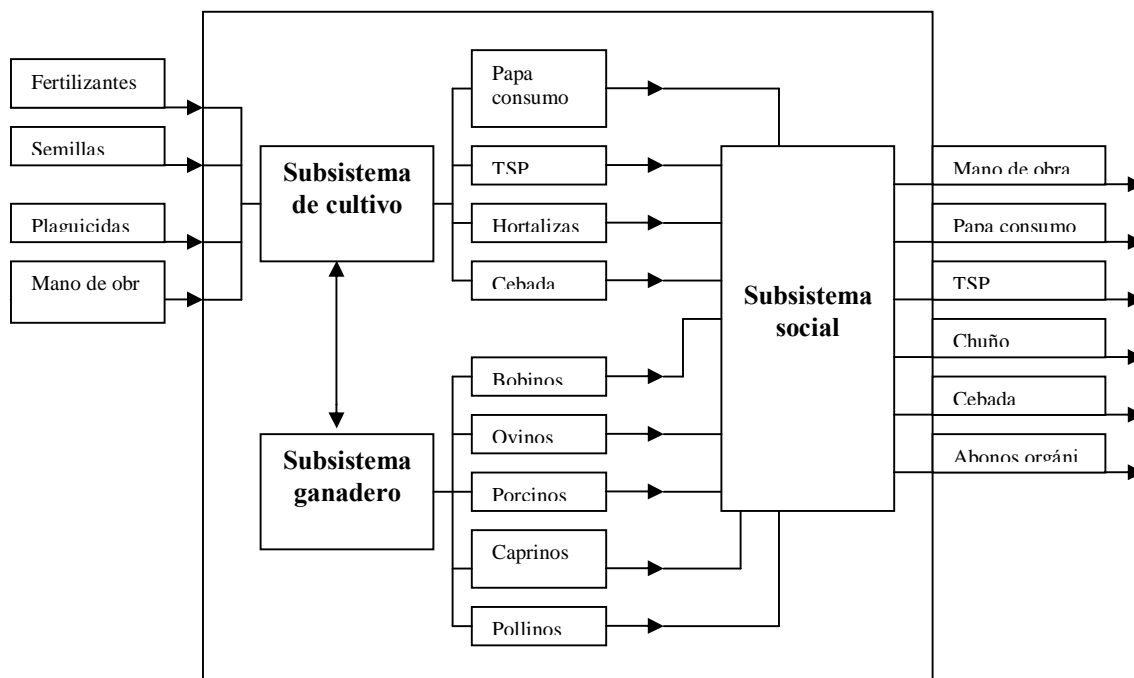 Fertilizantes
Semillas
Plaguicidas
Mano de obr
Subsistema
de cultivo
Subsistema
ganadero
Papa
consumo
TSP
Hortalizas
Cebada
Bobinos
Ovinos
Porcinos
Caprinos
Pollinos
Subsistema
social
Mano de obra
Papa consumo
TSP
Chuño
Cebada
Abonos orgáni